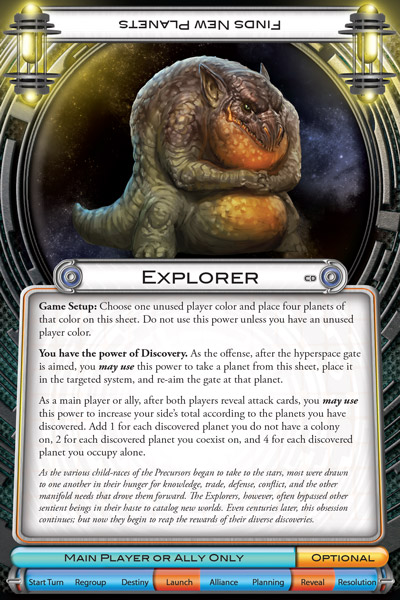 FINDS NEW PLANETS
EXPLORER CD
Game Setup: Choose one unused player color and place four planets of
that color on this sheet. Do not use this power unless you have an unused
player color.
You have the power of Discovery. As the offense, after the hyperspace gate
is aimed, you may use this power to take a planet from this sheet, place it
in the targeted system, and re-aim the gate at that planet.
As a main player or ally, after both players reveal attack cards, you may use
this power to increase your side's total according to the planets you have
discovered. Add 1 for each discovered planet you do not have a colony
on, 2 for each discovered planet you coexist on, and 4 for each discovered
planet you occupy alone.
As the various child-races of the Precursors began to take to the stars, most were drawn
to one another in their hunger for knowledge, trade, defense, conflict, and the other
manifold needs that drove them forward. The Explorers, however, often bypassed other
sentient beings in their haste to catalog new worlds. Even centuries later, this obsession
continues; but now they begin to reap the rewards of their diverse discoveries.
MAIN PLAYER OR ALLY ONLY OPTIONAL
Start Turn Regroup Destiny Launch Alliance Planning Reveal Resolution